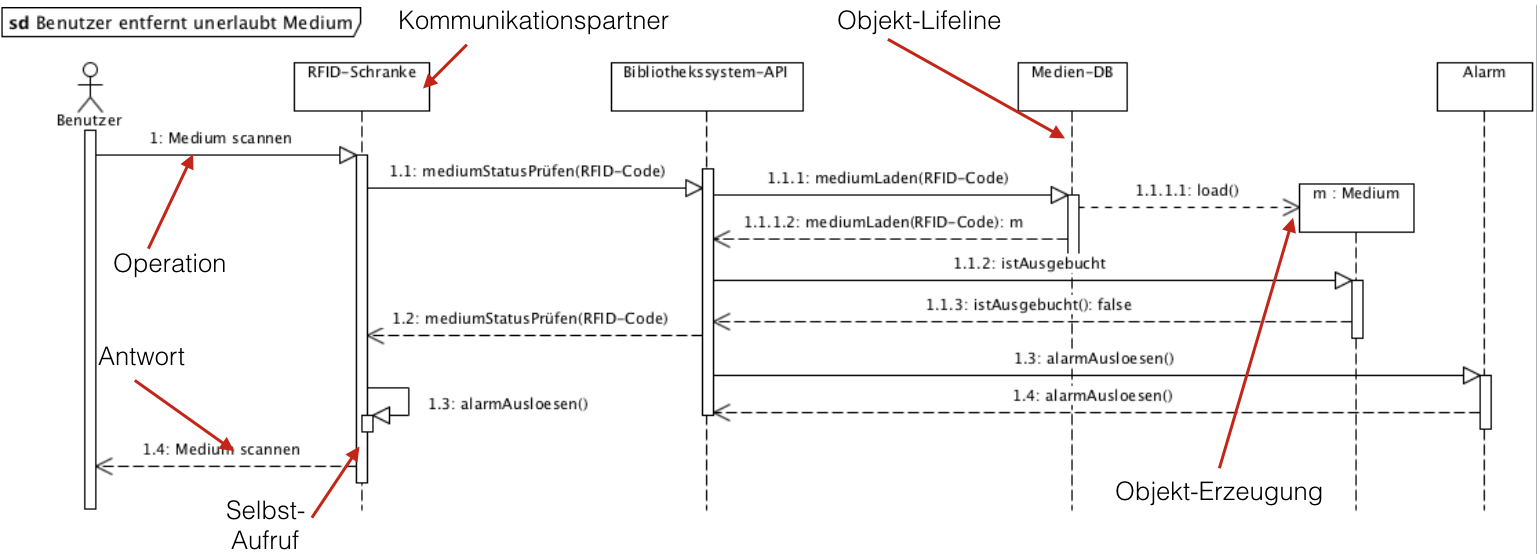 sd Benutzer entfernt unerlaubt Medium
Kommunikationspartner
Objekt-Lifeline
RFID-Schranke
Bibliothekssystem-API
Medien-DB
Alarm
Benutzer
1: Medium scannen
1.1: mediumStatusPrüfen(RFID-Code)
1.1.1: mediumLaden(RFID-Code)
1.1.1.1: load()
m : Medium
1.1.1.2: mediumLaden(RFID-Code): m
Operation
1.1.2: istAusgebucht
1.1.3: istAusgebucht(): false
1.2: mediumStatusPrüfen(RFID-Code)
Antwort
1.3: alarmAusloesen()
1.4: alarmAusloesen()
1.3: alarmAusloesen()
1.4: Medium scannen
Objekt-Erzeugung
Selbst-
Aufruf